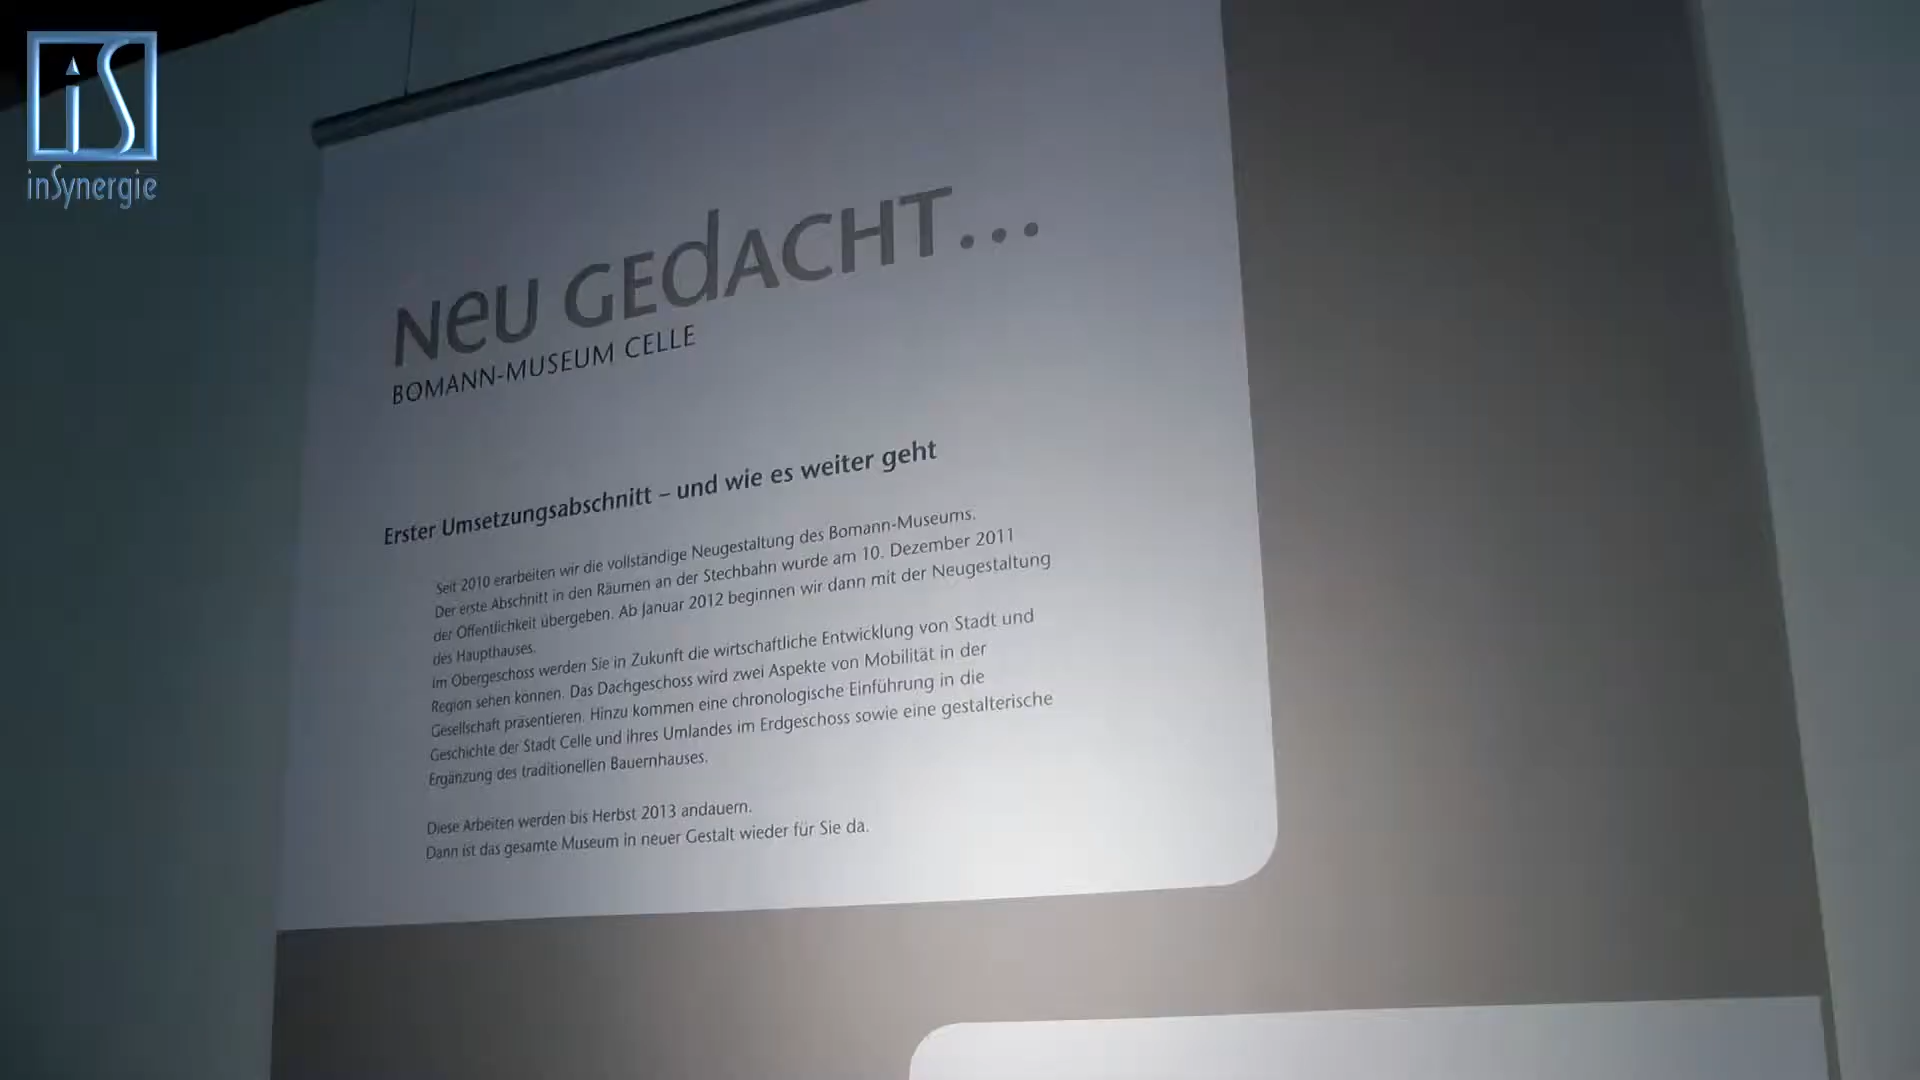 iS
inSynergie
NeU GEdACHT...
BOMANN-MUSEUM CELLE
Erster Umsetzungsabschnitt – und wie es weiter geht
Seit 2010 erarbeiten wir die vollständige Neugestaltung des Bomann-Museums.
Der erste Abschnitt in den Räumen an der Stechbahn wurde am 10. Dezember 2011
der Öffentlichkeit übergeben. Ab Januar 2012 beginnen wir dann mit der Neugestaltung
des Haupthauses.
Im Obergeschoss werden Sie in Zukunft die wirtschaftliche Entwicklung von Stadt und
Region sehen können. Das Dachgeschoss wird zwei Aspekte von Mobilität in der
Gesellschaft präsentieren. Hinzu kommen eine chronologische Einführung in die
Geschichte der Stadt Celle und ihres Umlandes im Erdgeschoss sowie eine gestalterische
Ergänzung des traditionellen Bauernhauses.
Diese Arbeiten werden bis Herbst 2013 andauern.
Dann ist das gesamte Museum in neuer Gestalt wieder für Sie da.